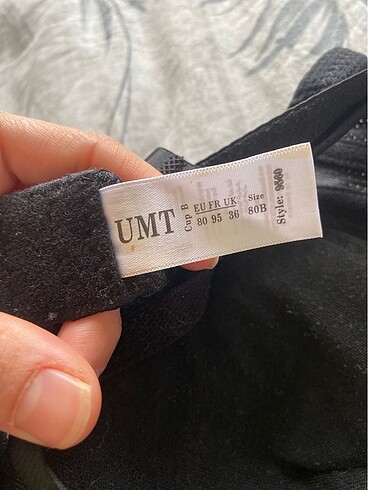 UMT
Cup B
EU FR UK
80 95 36
Size
80B
Style: 9860